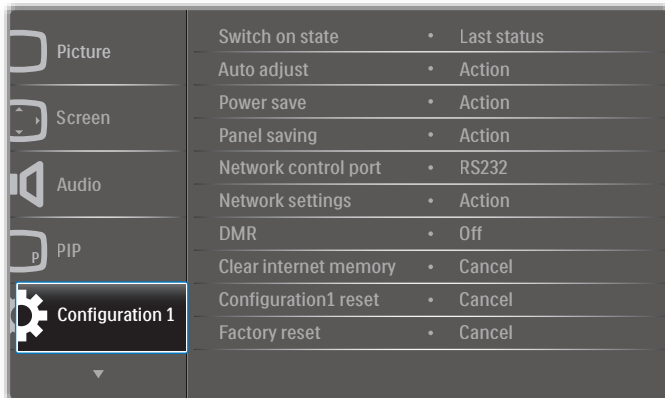 Picture
Screen
Audio
P
PIP
Configuration 1
Switch on state • Last status
Auto adjust • Action
Power save • Action
Panel saving • Action
Network control port • RS232
Network settings • Action
DMR • Off
Clear internet memory • Cancel
Configuration1 reset • Cancel
Factory reset • Cancel